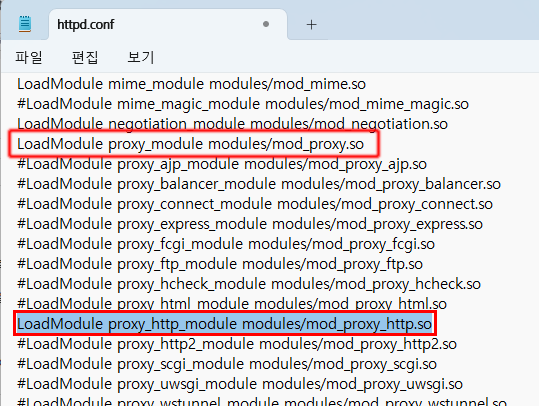 httpd.conf
파일 편집 보기
LoadModule mime_module modules/mod_mime.so
#LoadModule mime_magic_module modules/mod_mime_magic.so
LoadModule negotiation_module modules/mod_negotiation.so
LoadModule proxy_module modules/mod_proxy.so
#LoadModule proxy_ajp_module modules/mod_proxy_ajp.so
#LoadModule proxy_balancer_module modules/mod_proxy_balancer.so
#LoadModule proxy_connect_module modules/mod_proxy_connect.so
#LoadModule proxy_express_module modules/mod_proxy_express.so
#LoadModule proxy_fcgi_module modules/mod_proxy_fcgi.so
#LoadModule proxy_ftp_module modules/mod_proxy_ftp.so
#LoadModule proxy_hcheck_module modules/mod_proxy_hcheck.so
#LoadModule proxy_html_module modules/mod_proxy_html.so
LoadModule proxy_http_module modules/mod_proxy_http.so
#LoadModule proxy_http2_module modules/mod_proxy_http2.so
#LoadModule proxy_scgi_module modules/mod_proxy_scgi.so
#LoadModule proxy_uwsgi_module modules/mod_proxy_uwsgi.so
#LoadModule proxy_wstunnel_module modules/mod_proxy_wstunnel.so